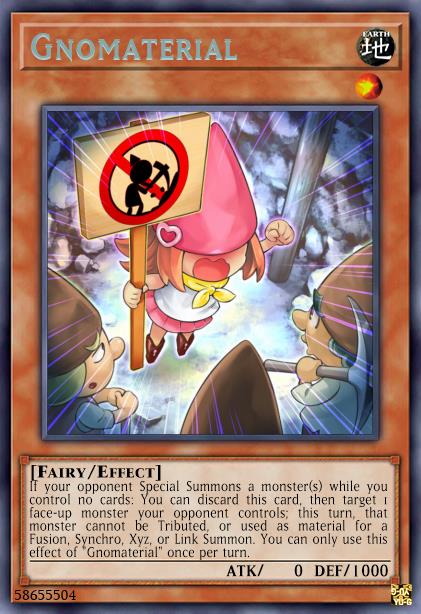 GNOMATERIAL
EARTH
地
[FAIRY/EFFECT]
If your opponent Special Summons a monster(s) while you
control no cards: You can discard this card, then target 1
face-up monster your opponent controls; this turn, that
monster cannot be Tributed, or used as material for a
Fusion, Synchro, Xyz, or Link Summon. You can only use this
effect of "Gnomaterial" once per turn.
ATK/ 0 DEF/1000
58655504